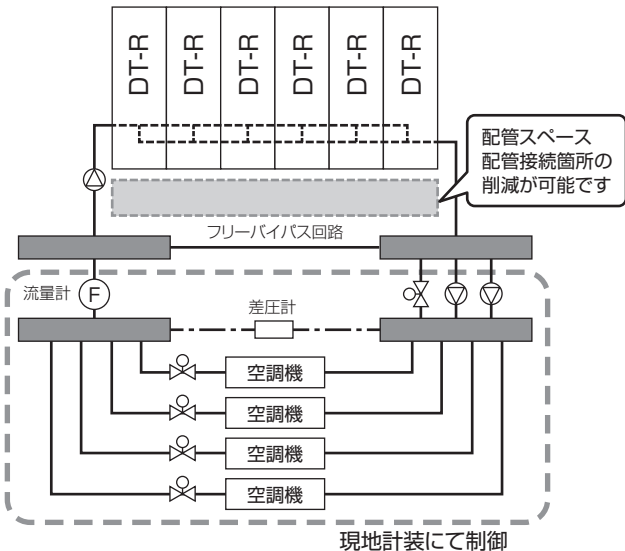 DT-R
DT-R
DT-R
DT-R
DT-R
DT-R
配管スペース
配管接続箇所の
削減が可能です
フリーバイパス回路
流量計
F
差圧計
空調機
空調機
空調機
空調機
現地計装にて制御